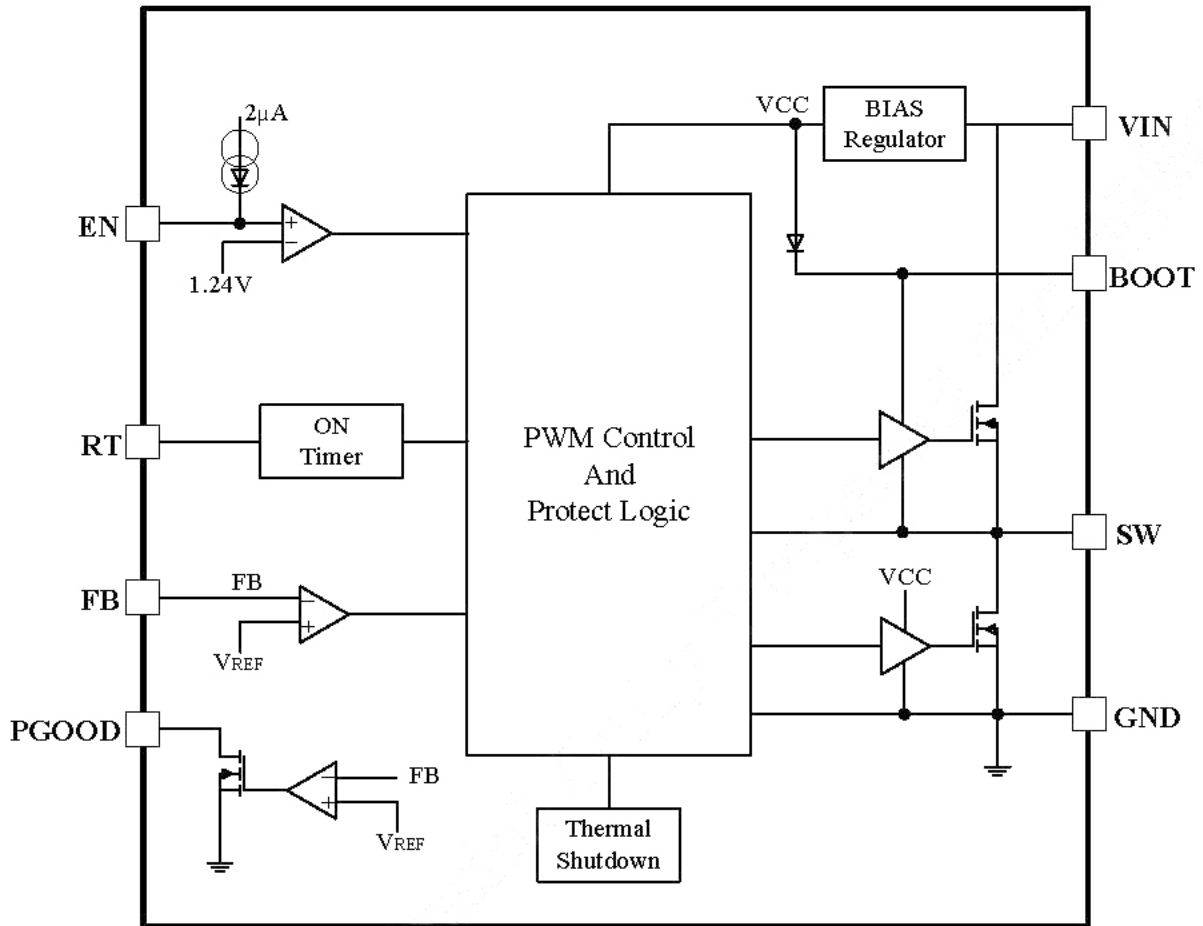 2μA
VCC
BIAS
Regulator
VIN
EN
+
−
1.24V
BOOT
RT
ON
Timer
PWM Control
And
Protect Logic
SW
FB
FB
−
+
VREF
VCC
PGOOD
GND
−
FB
+
VREF
Thermal
Shutdown